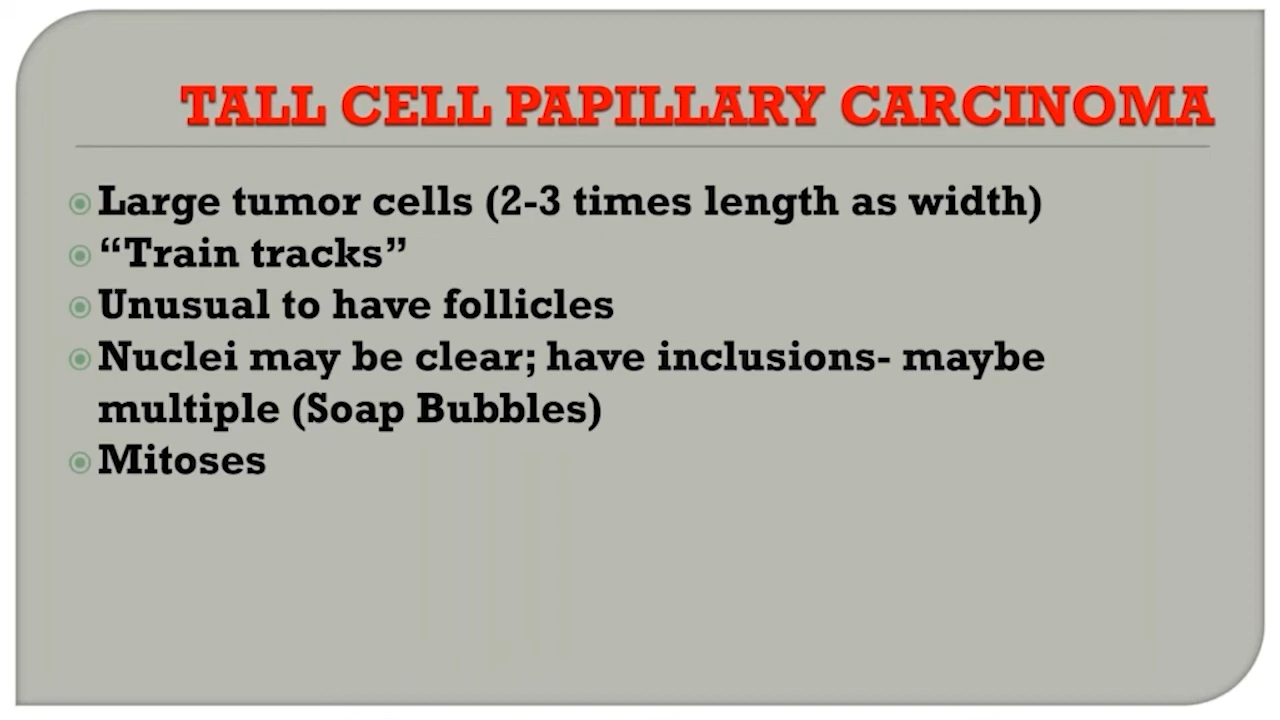 TALL CELL PAPILLARY CARCINOMA
Large tumor cells (2-3 times length as width)
“Train tracks”
Unusual to have follicles
Nuclei may be clear; have inclusions- maybe
multiple (Soap Bubbles)
Mitoses